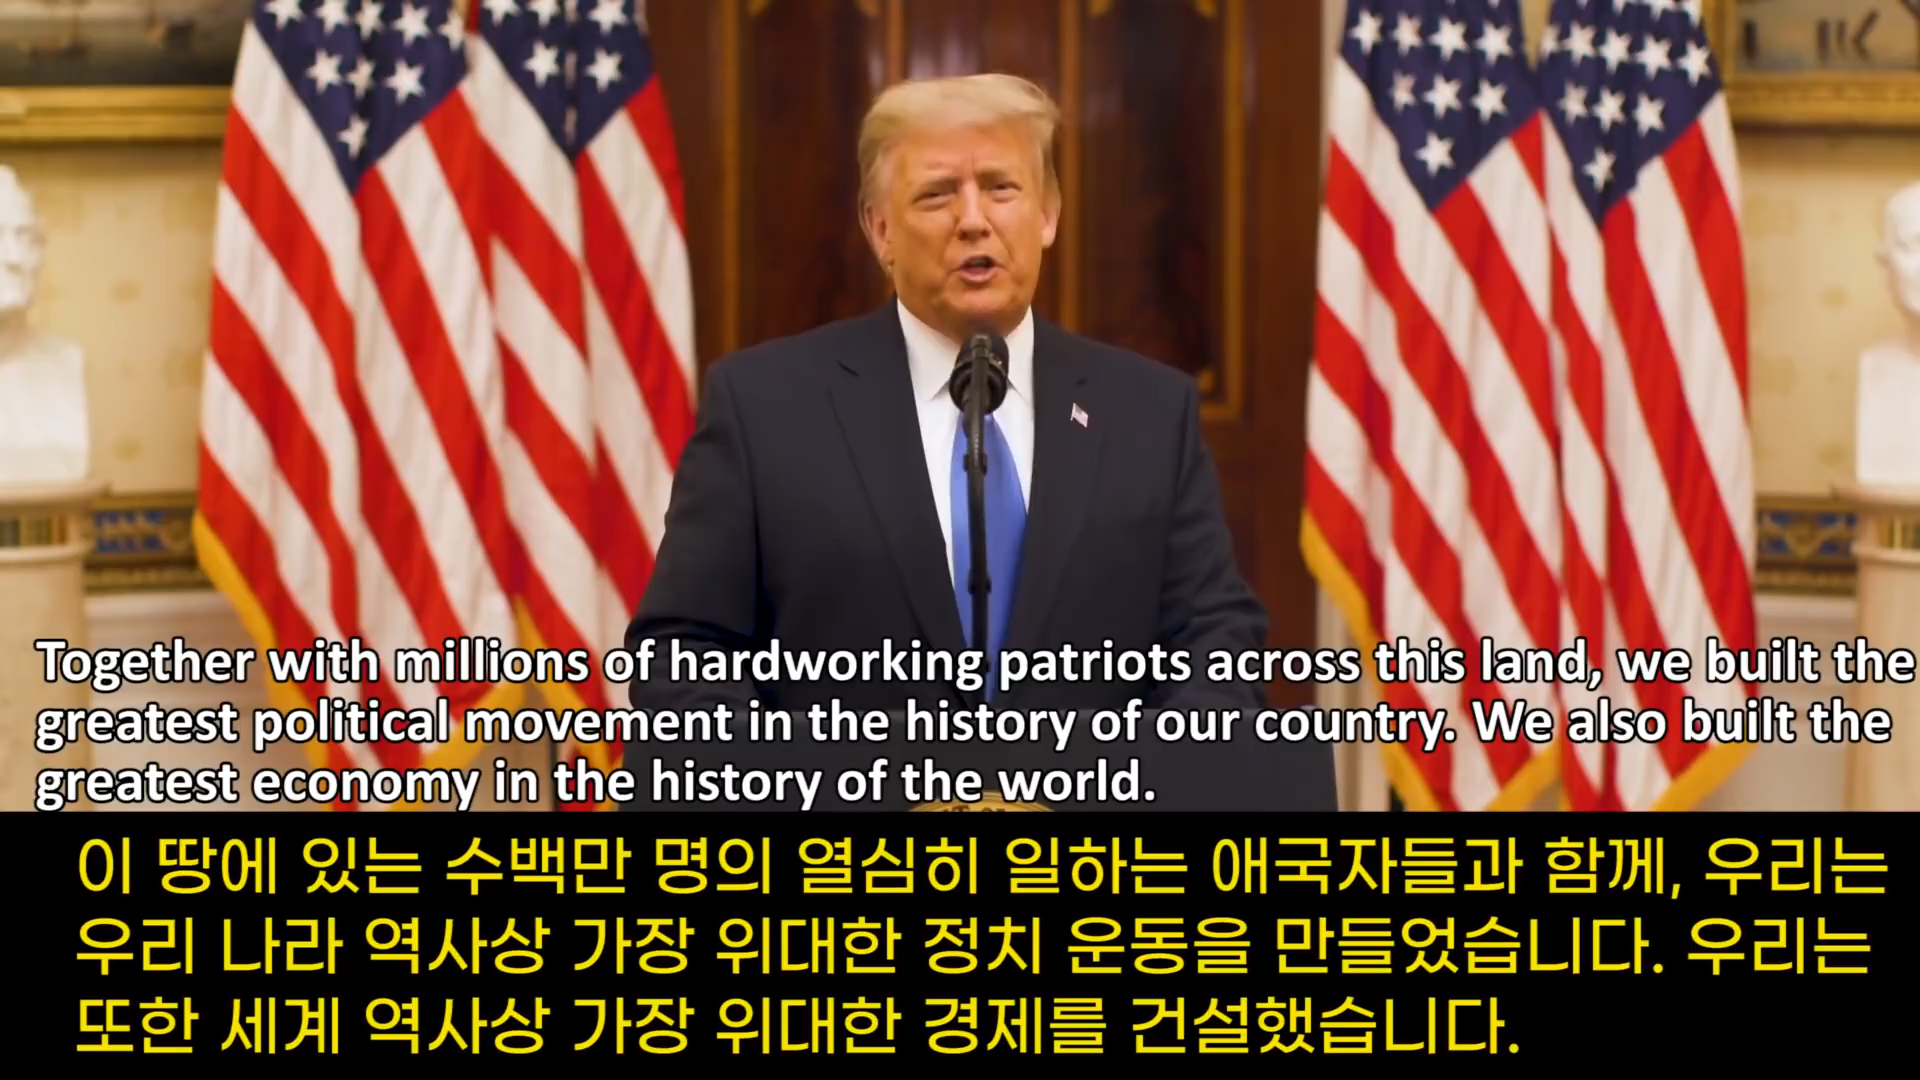 Together with millions of hardworking patriots across this land, we built the
greatest political movement in the history of our country. We also built the
greatest economy in the history of the world.
이 땅에 있는 수백만 명의 열심히 일하는 애국자들과 함께, 우리는
우리 나라 역사상 가장 위대한 정치 운동을 만들었습니다. 우리는
또한 세계 역사상 가장 위대한 경제를 건설했습니다.